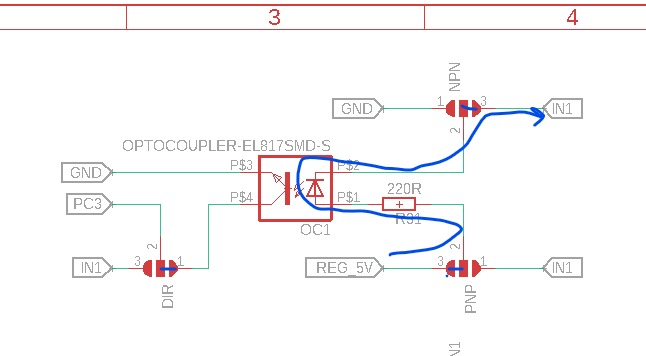 3
4
NPN
GND
1
3
IN1
2
OPTOCOUPLER-EL817SMD-S
GND
P$3
P$2
PC3
P$4
P$1
220R
R31
OC1
2
2
IN1
3
1
REG_5V
3
1
IN1
DIR
PNP
N1